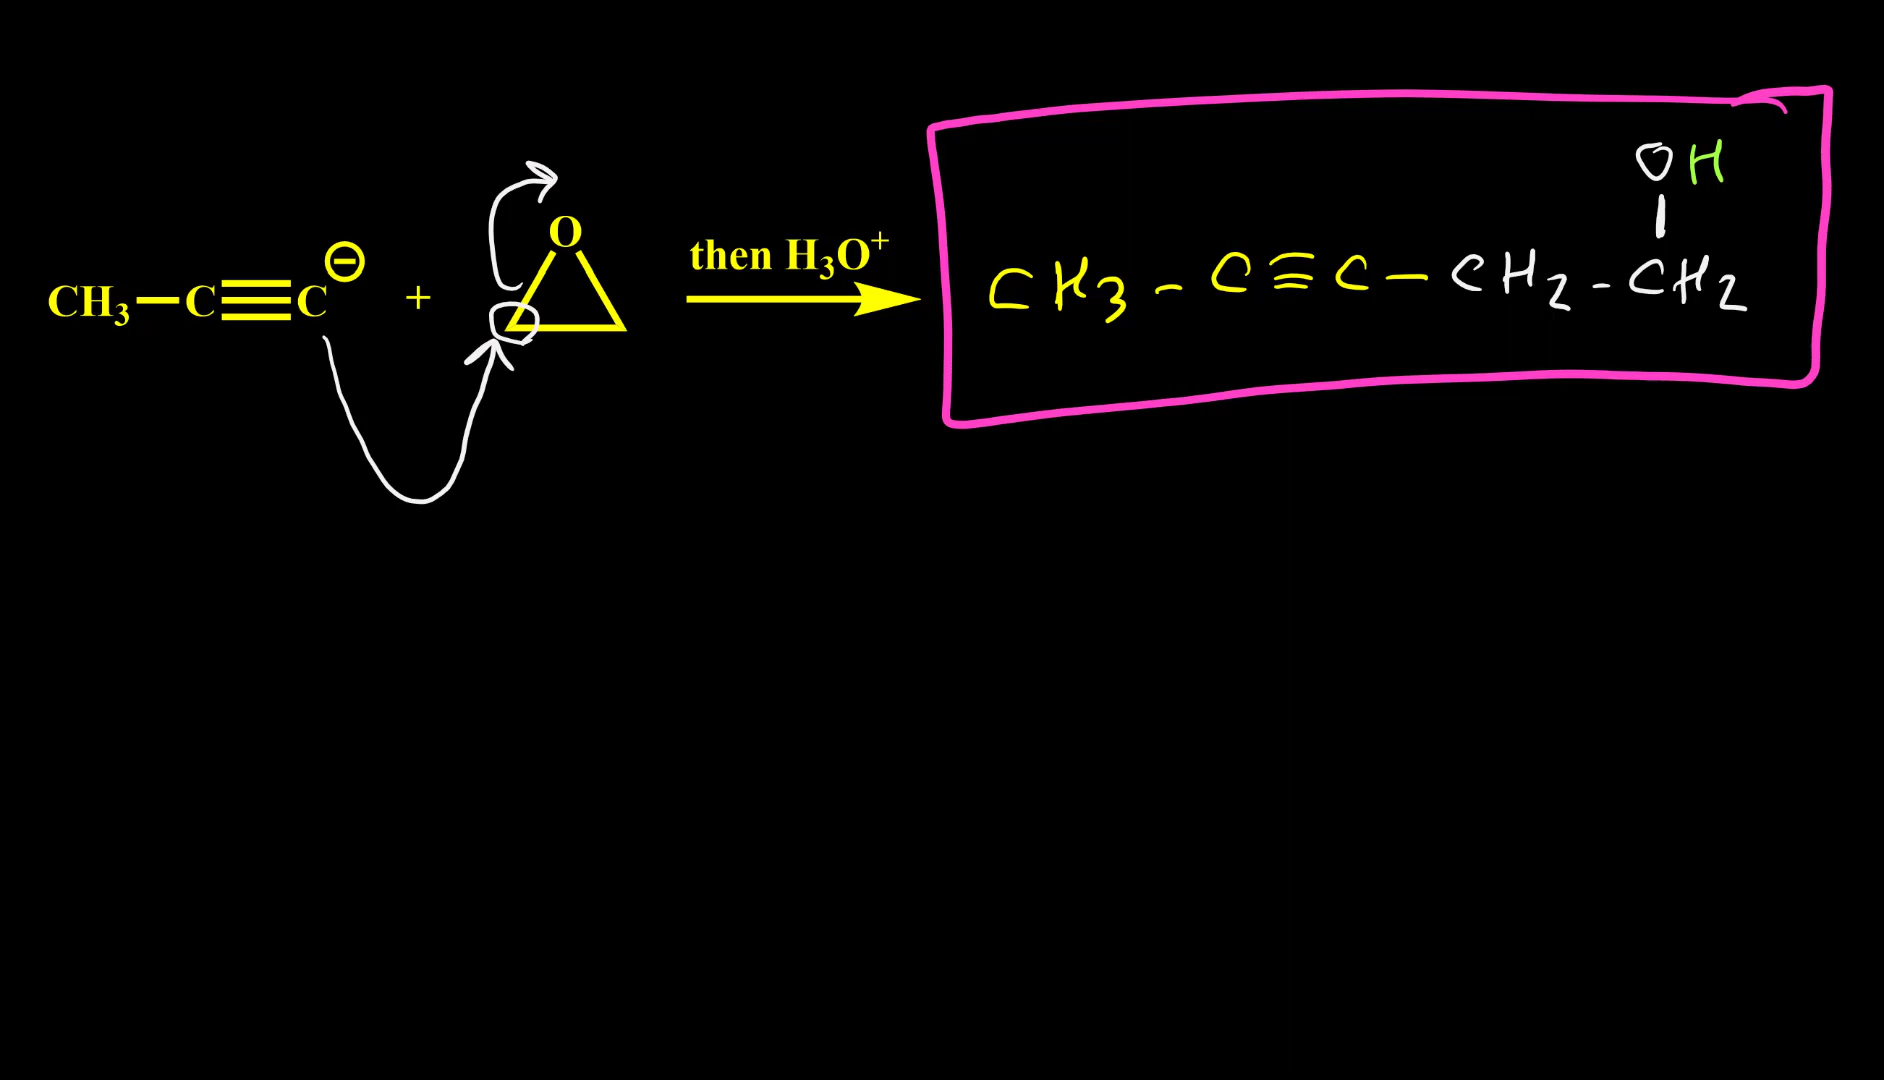 OH
CH₃—C≡C⊖ + O then H₃O⁺ CH₃-C≡C-CH₂-CH₂